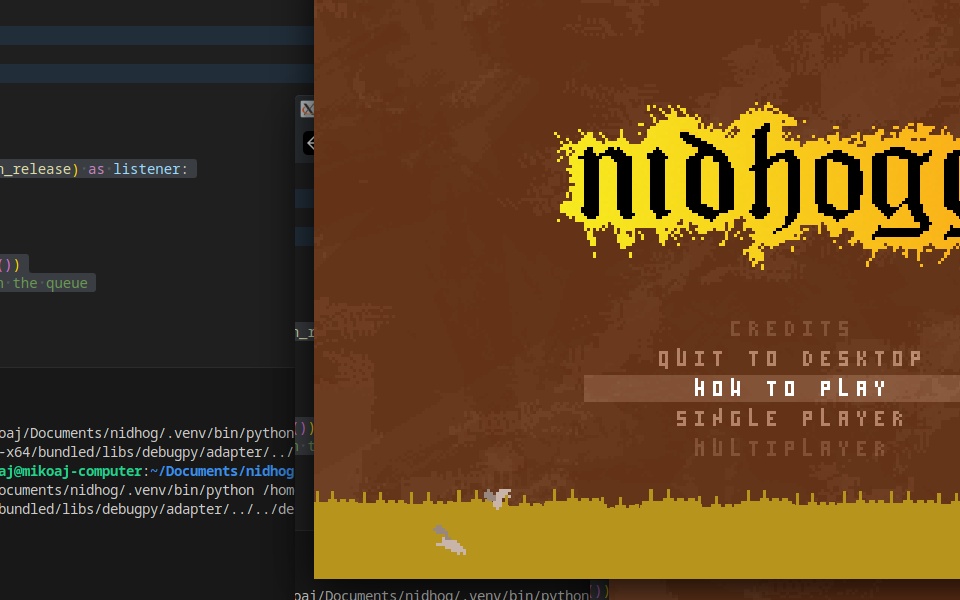 n_release) as listener:
())
n the queue
oaj/Documents/nidhog/.venv/bin/python
-x64/bundled/libs/debugpy/adapter/../
aj@mikoaj-computer:~/Documents/nidhog
ocuments/nidhog/.venv/bin/python /hom
bundled/libs/debugpy/adapter/../../de
n_r
())
n t
nidhogg
CREDITS
QUIT TO DESKTOP
HOW TO PLAY
SINGLE PLAYER
MULTIPLAYER
oaj/Documents/nidhog/.venv/bin/python
())